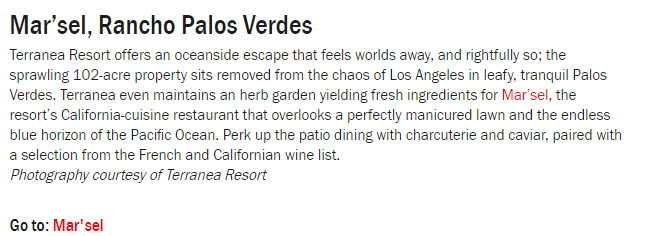 Mar’sel, Rancho Palos Verdes
Terranea Resort offers an oceanside escape that feels worlds away, and rightfully so; the
sprawling 102-acre property sits removed from the chaos of Los Angeles in leafy, tranquil Palos
Verdes. Terranea even maintains an herb garden yielding fresh ingredients for Mar’sel, the
resort’s California-cuisine restaurant that overlooks a perfectly manicured lawn and the endless
blue horizon of the Pacific Ocean. Perk up the patio dining with charcuterie and caviar, paired with
a selection from the French and Californian wine list.
Photography courtesy of Terranea Resort
Go to: Mar'sel